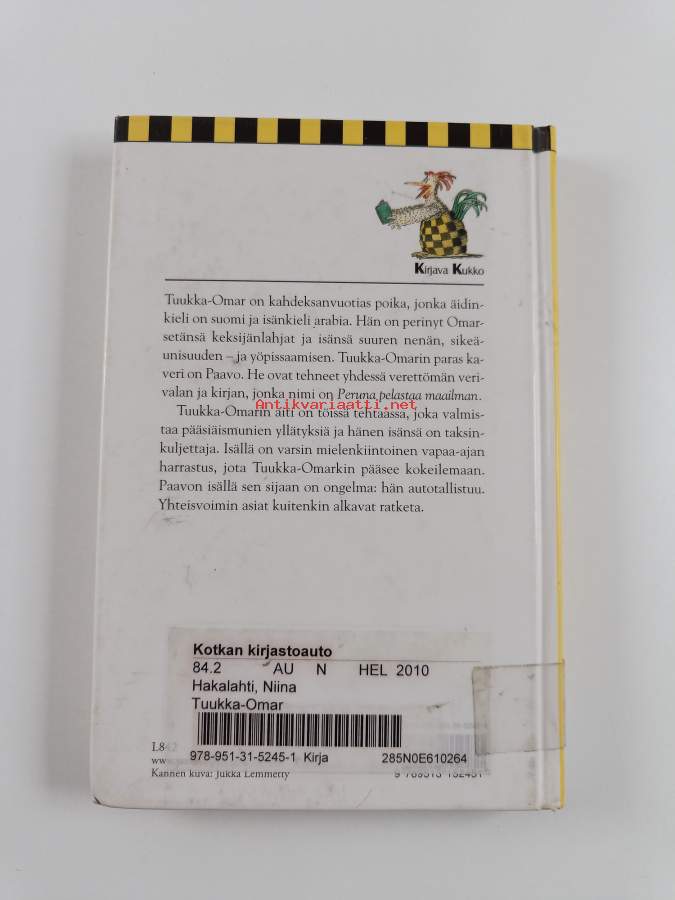 Kirjava Kukko
Tuukka-Omar on kahdeksanvuotias poika, jonka äidin-
kieli on suomi ja isänkieli arabia. Hän on perinyt Omar-
setänsä keksijänlahjat ja isänsä suuren nenän, sikeä-
unisuuden – ja yöpissaamisen. Tuukka-Omarin paras ka-
veri on Paavo. He ovat tehneet yhdessä verettömän veri-
valan ja kirjan, jonka nimi on Peruna pelastaa maailman.
Antikvariaatti.net
Tuukka-Omarin äiti on töissä tehtaassa, joka valmis-
taa pääsiäismunien yllätyksiä ja hänen isänsä on taksin-
kuljettaja. Isällä on varsin mielenkiintoinen vapaa-ajan
harrastus, jota Tuukka-Omarkin pääsee kokeilemaan.
Paavon isällä sen sijaan on ongelma: hän autotallistuu.
Yhteisvoimin asiat kuitenkin alkavat ratketa.
Kotkan kirjastoauto
84.2 AU N HEL 2010
Hakalahti, Niina
Tuukka-Omar
L842
978-951-31-5245-1 Kirja 285N0E610264
Kannen kuva: Jukka Lemmetty
9 789513 152451